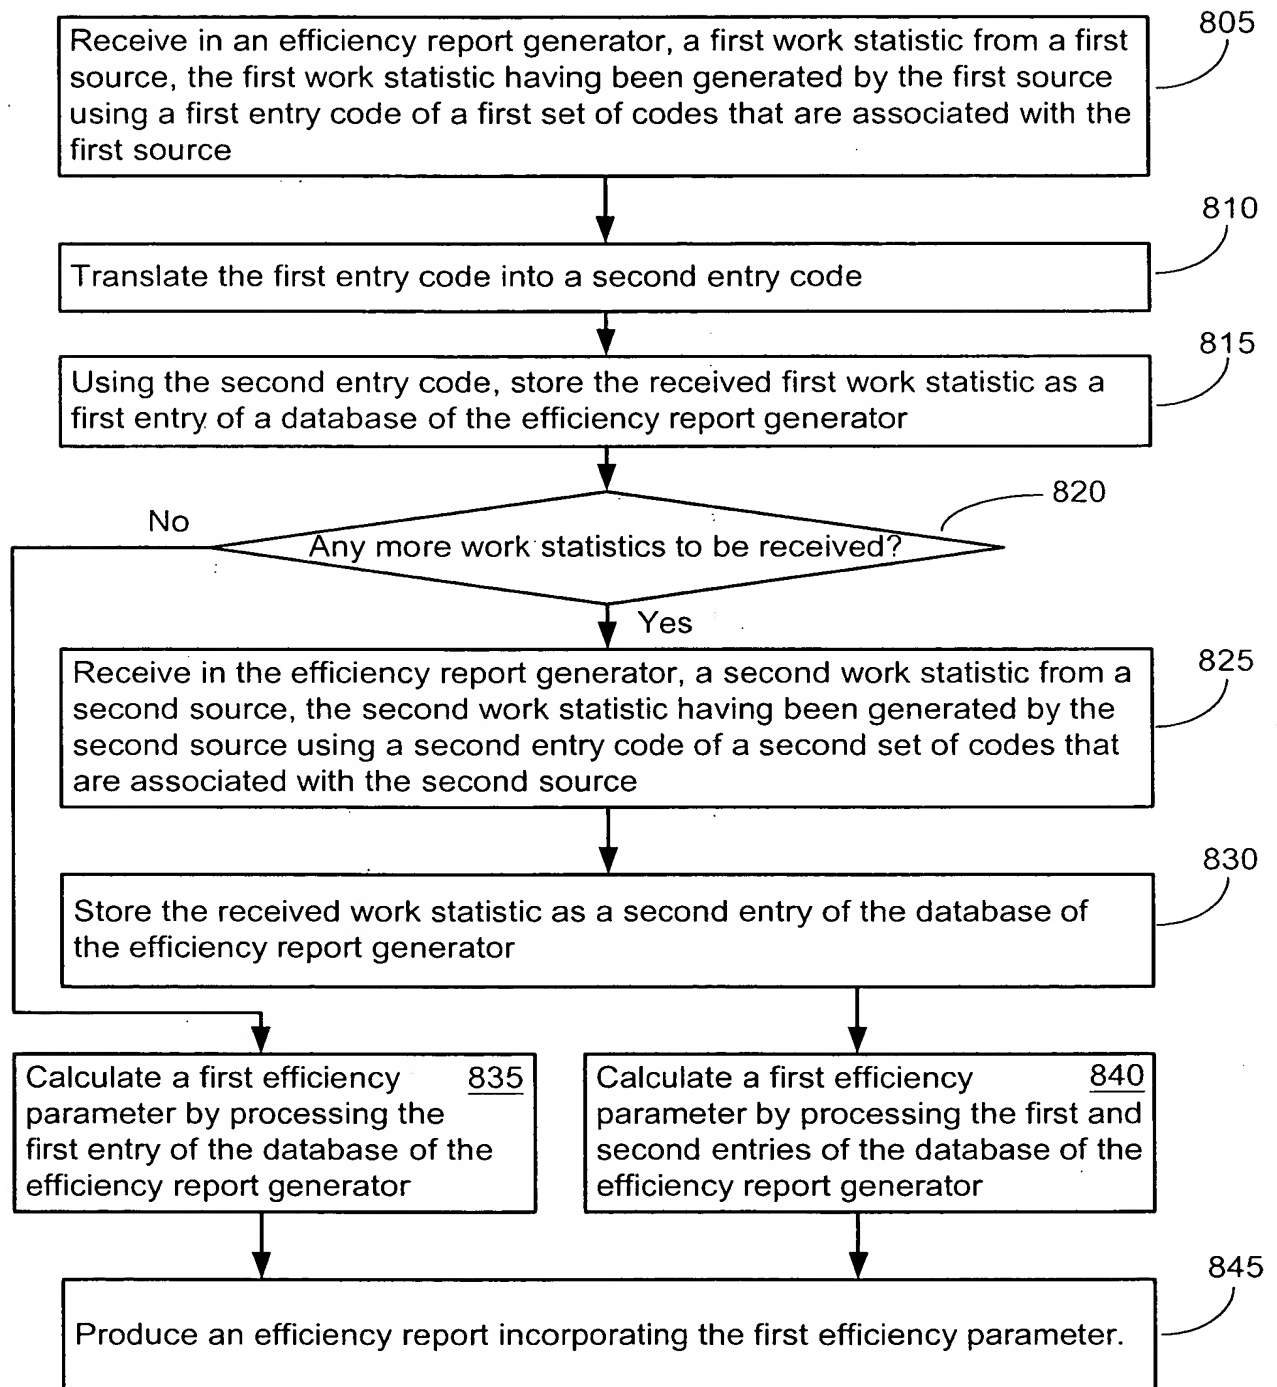 805
Receive in an efficiency report generator, a first work statistic from a first
source, the first work statistic having been generated by the first source
using a first entry code of a first set of codes that are associated with the
first source
810
Translate the first entry code into a second entry code
815
Using the second entry code, store the received first work statistic as a
first entry of a database of the efficiency report generator
820
No
Any more work statistics to be received?
Yes
825
Receive in the efficiency report generator, a second work statistic from a
second source, the second work statistic having been generated by the
second source using a second entry code of a second set of codes that
are associated with the second source
830
Store the received work statistic as a second entry of the database of
the efficiency report generator
Calculate a first efficiency 835
parameter by processing the
first entry of the database of the
efficiency report generator
Calculate a first efficiency 840
parameter by processing the first and
second entries of the database of the
efficiency report generator
845
Produce an efficiency report incorporating the first efficiency parameter.